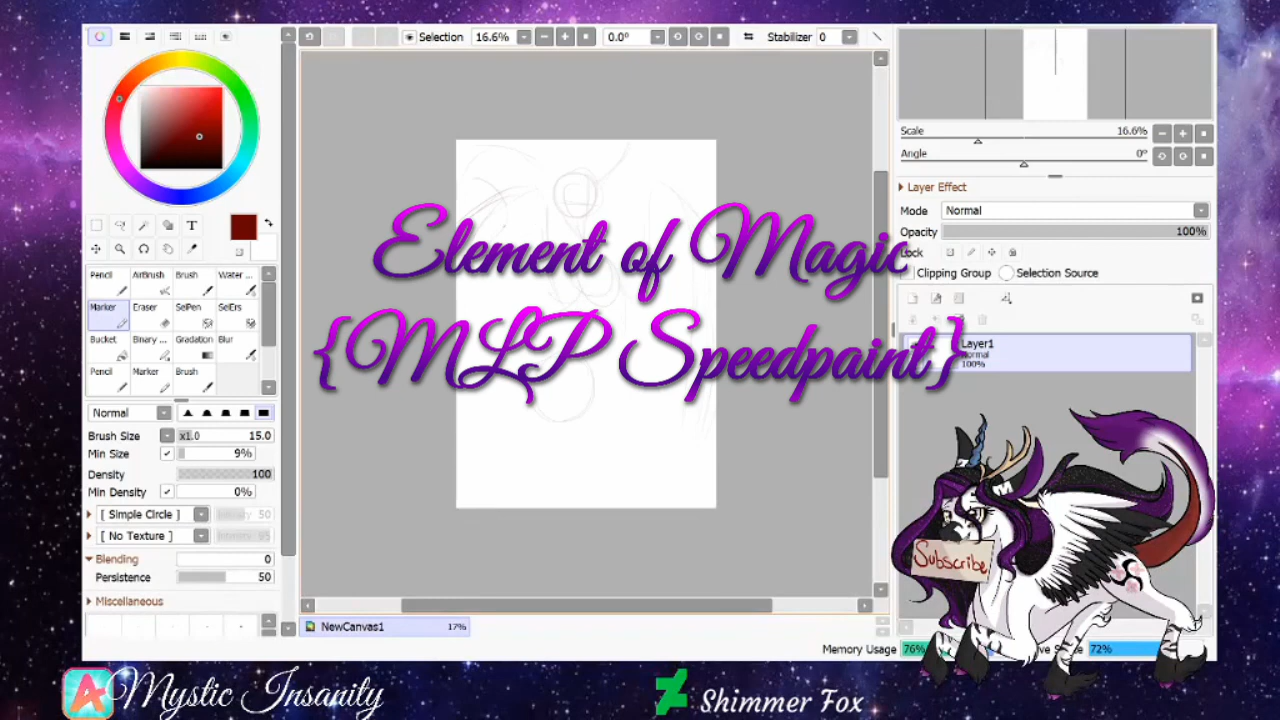 Selection 16.6% 0.0° Stabilizer 0
Scale 16.6%
Angle 0°
Layer Effect
Mode Normal
Opacity 100%
Lock
Clipping Group Selection Source
Layer1
Normal
100%
T
Pencil AirBrush Brush Water ...
Marker Eraser SelPen SelErs
Bucket Binary ... Gradation Blur
Pencil Marker Brush
Normal
Brush Size x1.0 15.0
Min Size 9%
Density 100
Min Density 0%
[ Simple Circle ] 50
[ No Texture ] 95
Blending 0
Persistence 50
Miscellaneous
Element of Magic
{MLP Speedpaint}
Subscribe
NewCanvas1 17%
Memory Usage 76% 72%
Mystic Insanity
Shimmer Fox